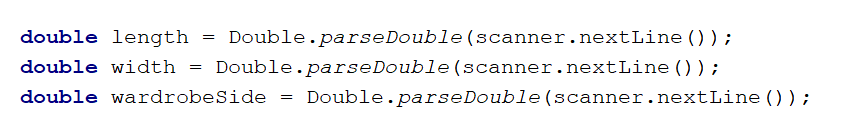 double length = Double.parseDouble(scanner.nextLine());
double width = Double.parseDouble(scanner.nextLine());
double wardrobeSide = Double.parseDouble(scanner.nextLine());